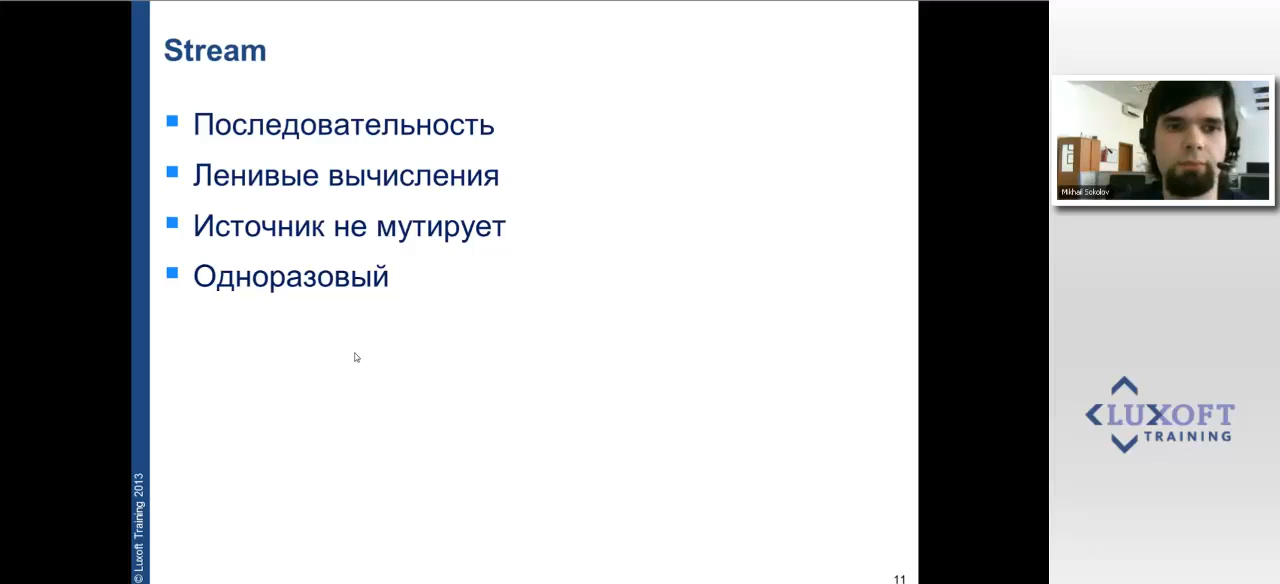 Stream
Последовательность
Ленивые вычисления
Источник не мутирует
Одноразовый
© Luxoft Training 2013
11
Mikhail Sokolov
LUXOFT
TRAINING